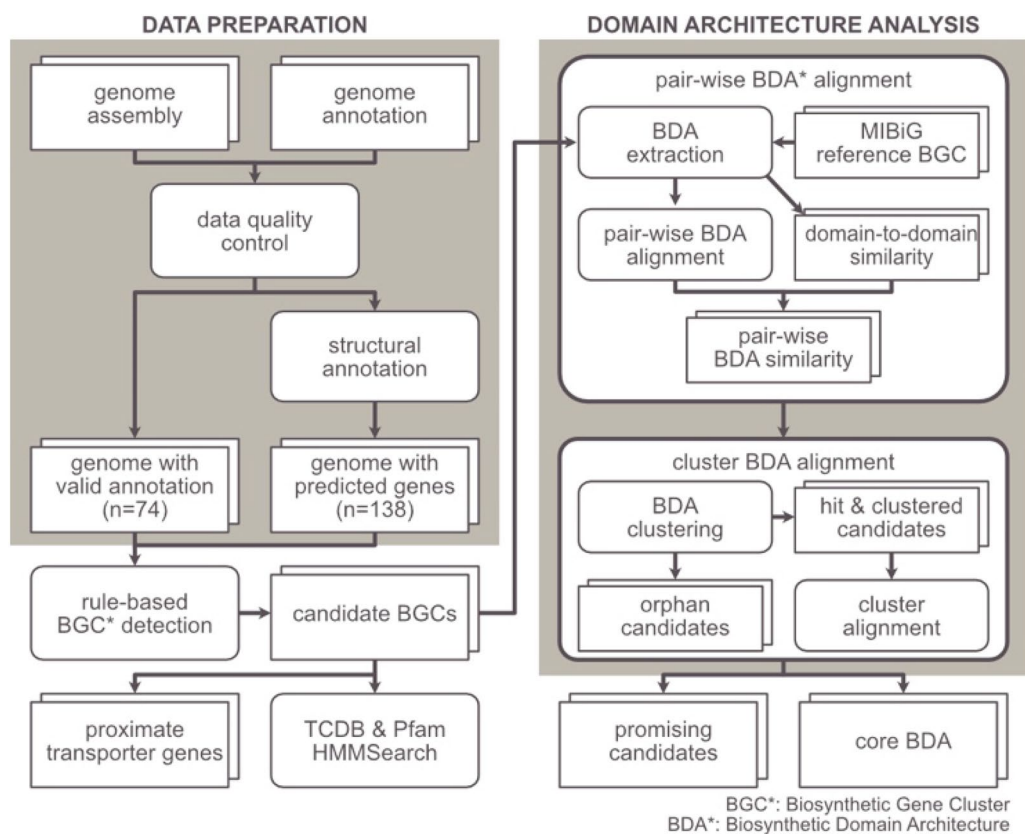 DATA PREPARATION
genome
assembly
genome
annotation
data quality
control
structural
annotation
genome with
valid annotation
(n=74)
genome with
predicted genes
(n=138)
rule-based
BGC* detection
candidate BGCs
proximate
transporter genes
TCDB & Pfam
HMMSearch
DOMAIN ARCHITECTURE ANALYSIS
pair-wise BDA* alignment
BDA
extraction
MIBiG
reference BGC
pair-wise BDA
alignment
domain-to-domain
similarity
pair-wise
BDA similarity
cluster BDA alignment
BDA
clustering
hit & clustered
candidates
orphan
candidates
cluster
alignment
promising
candidates
core BDA
BGC*: Biosynthetic Gene Cluster
BDA*: Biosynthetic Domain Architecture